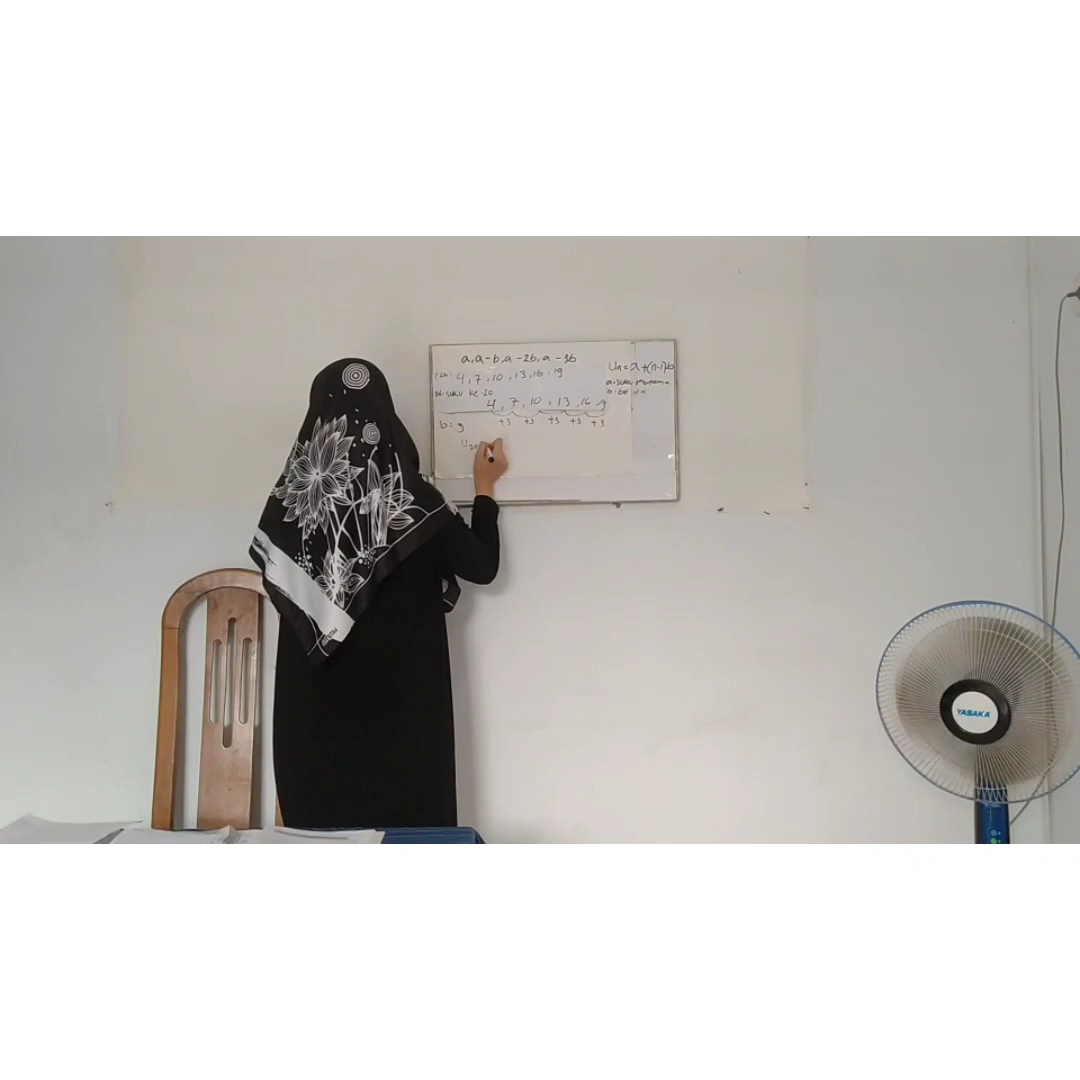 a, a - b, a - 2b, a - 3b
4, 7, 10, 13, 16, 19
suku ke-20
4, 7, 10, 13, 16, 19
+3 +3 +3 +3 +3
b = 3
U20
Un = a + (n-1)b
a = suku pertama
YASAKA